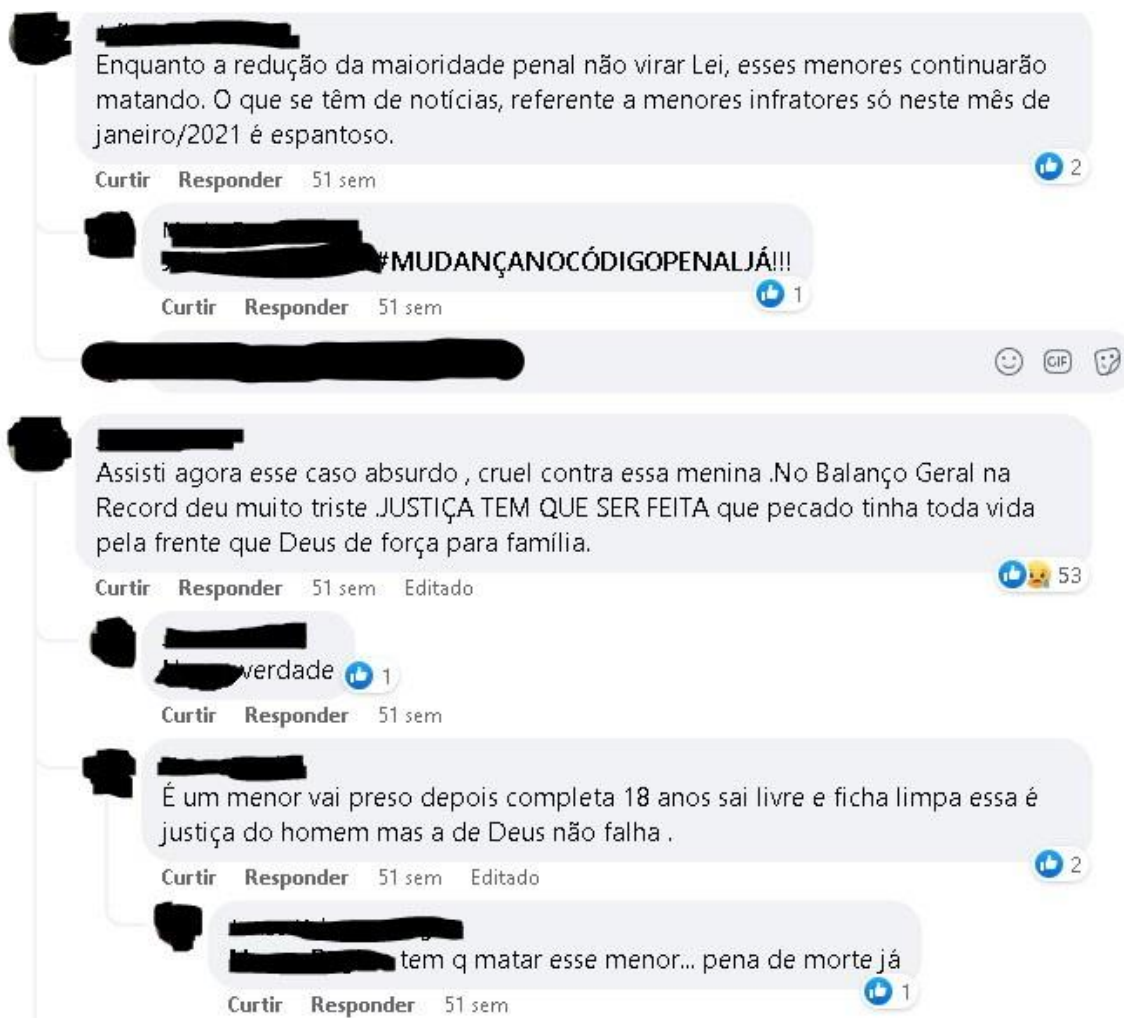 Enquanto a redução da maioridade penal não virar Lei, esses menores continuarão
matando. O que se têm de notícias, referente a menores infratores só neste mês de
janeiro/2021 é espantoso.
2
Curtir Responder 51 sem
#MUDANÇANOCÓDIGOPENALJÁ!!!
1
Curtir Responder 51 sem
GIF
Assisti agora esse caso absurdo , cruel contra essa menina .No Balanço Geral na
Record deu muito triste .JUSTIÇA TEM QUE SER FEITA que pecado tinha toda vida
pela frente que Deus de força para família.
53
Curtir Responder 51 sem Editado
verdade 1
Curtir Responder 51 sem
É um menor vai preso depois completa 18 anos sai livre e ficha limpa essa é
justiça do homem mas a de Deus não falha .
2
Curtir Responder 51 sem Editado
tem q matar esse menor... pena de morte já
1
Curtir Responder 51 sem